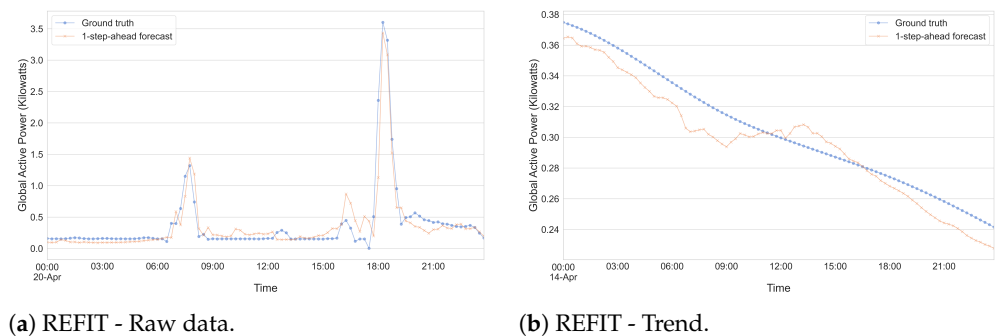 Ground truth
1-step-ahead forecast
Global Active Power (Kilowatts)
3.5
3.0
2.5
2.0
1.5
1.0
0.5
0.0
00:00 03:00 06:00 09:00 12:00 15:00 18:00 21:00
20-Apr
Time
(a) REFIT - Raw data.
Ground truth
1-step-ahead forecast
Global Active Power (Kilowatts)
0.38
0.36
0.34
0.32
0.30
0.28
0.26
0.24
00:00 03:00 06:00 09:00 12:00 15:00 18:00 21:00
14-Apr
Time
(b) REFIT - Trend.